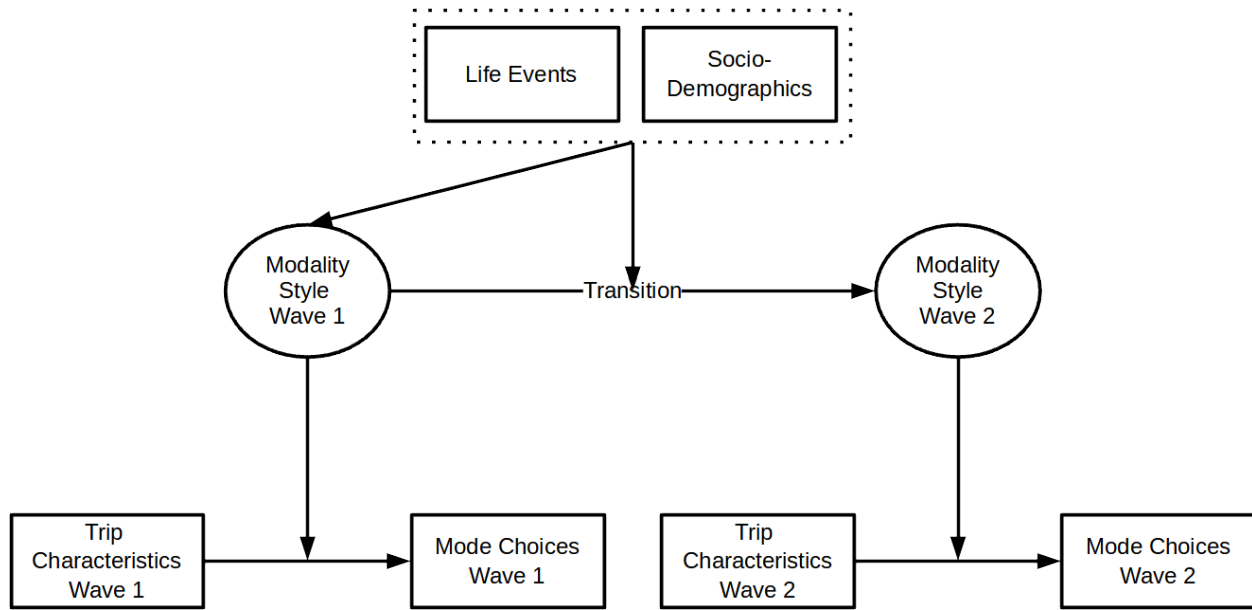 Life Events
Socio-
Demographics
Modality
Style
Wave 1
Transition
Modality
Style
Wave 2
Trip
Characteristics
Wave 1
Mode Choices
Wave 1
Trip
Characteristics
Wave 2
Mode Choices
Wave 2